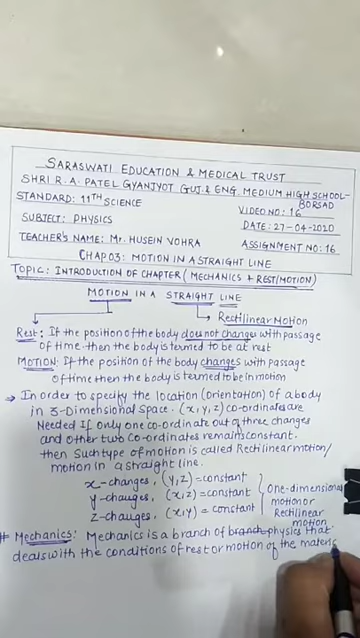 SARASWATI EDUCATION & MEDICAL TRUST
SHRI R. A. PATEL GYANJYOT GUJ. & ENG. MEDIUM HIGH SCHOOL-
BORSAD
STANDARD: 11TH SCIENCE
VIDEO NO: 16
SUBJECT: PHYSICS
DATE: 27-04-2020
TEACHER'S NAME: Mr. HUSEIN VOHRA
ASSIGNMENT NO: 16
CHAP.03: MOTION IN A STRAIGHT LINE
TOPIC: INTRODUCTION OF CHAPTER (MECHANICS & REST/MOTION)
MOTION IN A STRAIGHT LINE
Rectilinear Motion
Rest: If the position of the body does not change with passage
of time then the body is termed to be at rest
MOTION: If the position of the body changes with passage
of time then the body is termed to be in motion
⇒ In order to specify the location (orientation) of a body
in 3-Dimensional space. (x, y, z) co-ordinates are
Needed If only one co-ordinate out of three changes
and other two co-ordinates remains constant.
then such type of motion is called Rectilinear motion/
motion in a straight line.
x-changes, (y, z) = constant
y-changes, (x, z) = constant
z-changes, (x, y) = constant
One-dimensional
motion or
Rectilinear
motion.
# Mechanics: Mechanics is a branch of branch physics that
deals with the conditions of rest or motion of the materi